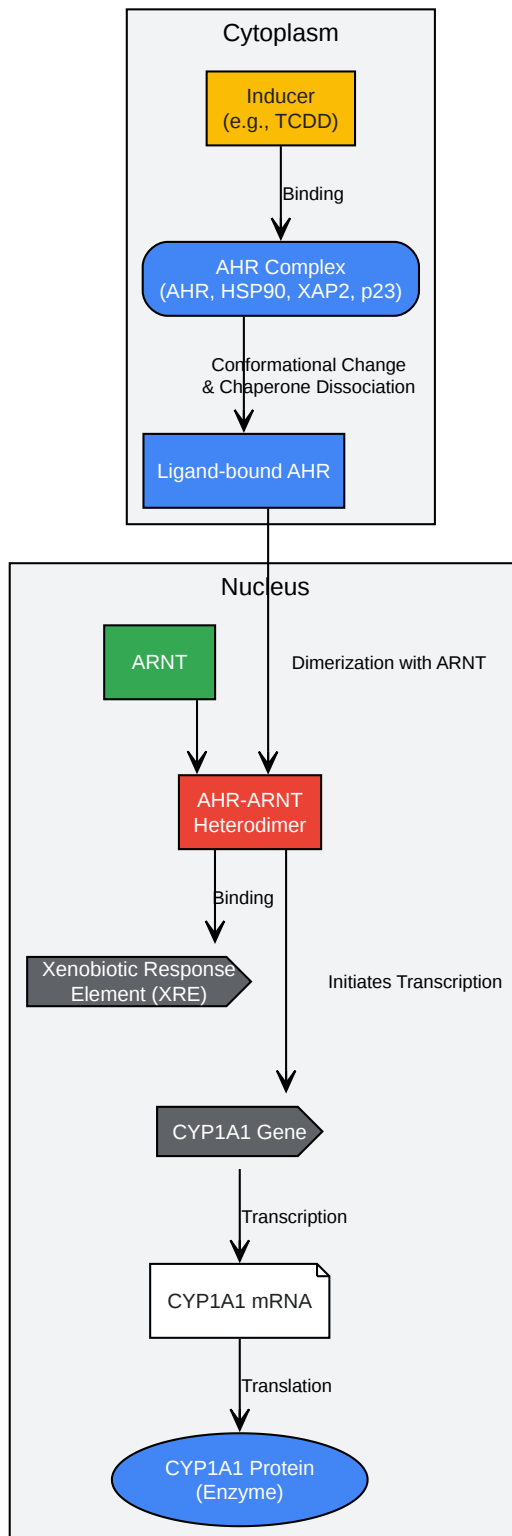 Cytoplasm
Inducer
(e.g., TCDD)
Binding
AHR Complex
(AHR, HSP90, XAP2, p23)
Conformational Change
& Chaperone Dissociation
Ligand-bound AHR
Nucleus
ARNT
Dimerization with ARNT
AHR-ARNT
Heterodimer
Binding
Xenobiotic Response
Element (XRE)
Initiates Transcription
CYP1A1 Gene
Transcription
CYP1A1 mRNA
Translation
CYP1A1 Protein
(Enzyme)